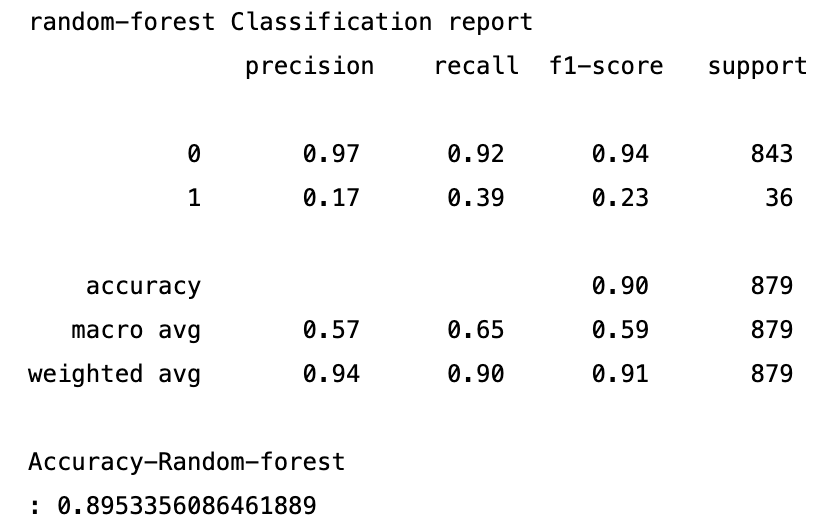 random-forest Classification report
precision recall f1-score support
0 0.97 0.92 0.94 843
1 0.17 0.39 0.23 36
accuracy 0.90 879
macro avg 0.57 0.65 0.59 879
weighted avg 0.94 0.90 0.91 879
Accuracy-Random-forest
: 0.8953356086461889